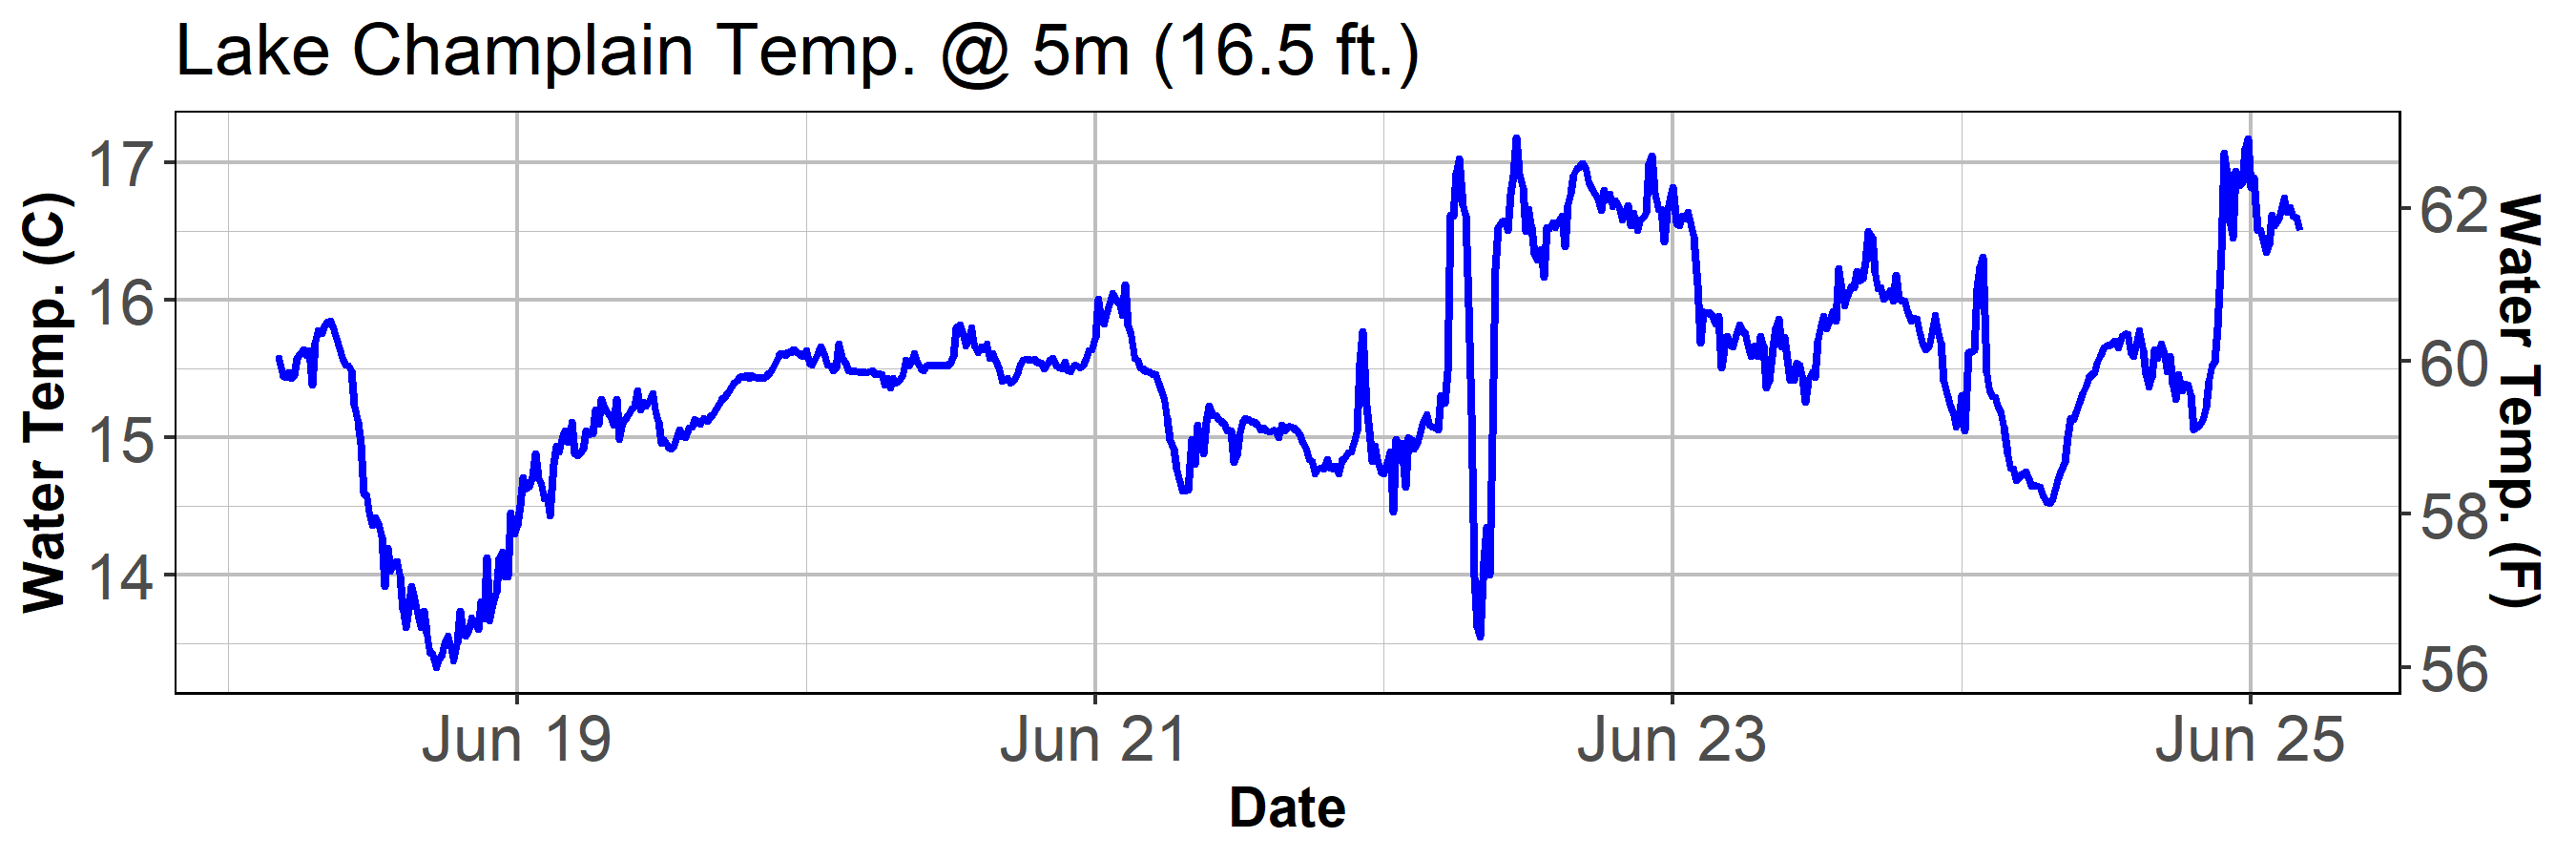 Lake Champlain Temp. @ 5m (16.5 ft.)
Water Temp. (C)
17
16
15
14
62
60
58
56
Water Temp. (F)
Jun 19
Jun 21
Jun 23
Jun 25
Date